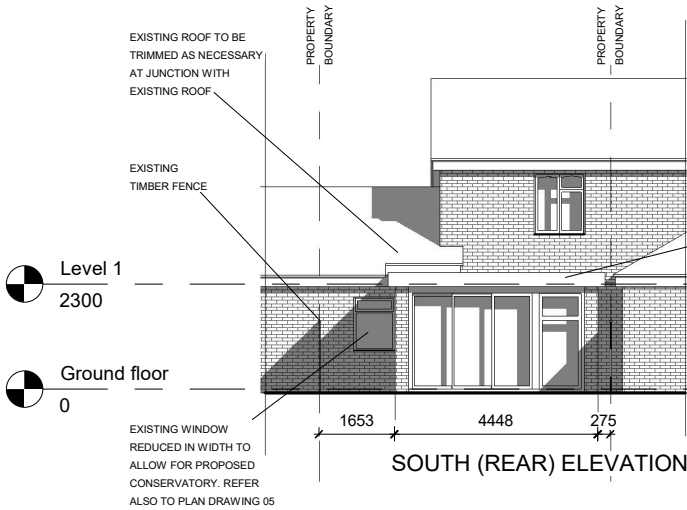 PROPERTY
BOUNDARY
PROPERTY
BOUNDARY
EXISTING ROOF TO BE
TRIMMED AS NECESSARY
AT JUNCTION WITH
EXISTING ROOF
EXISTING
TIMBER FENCE
Level 1
2300
Ground floor
0
1653
4448
275
EXISTING WINDOW
REDUCED IN WIDTH TO
ALLOW FOR PROPOSED
CONSERVATORY. REFER
ALSO TO PLAN DRAWING 05
SOUTH (REAR) ELEVATION